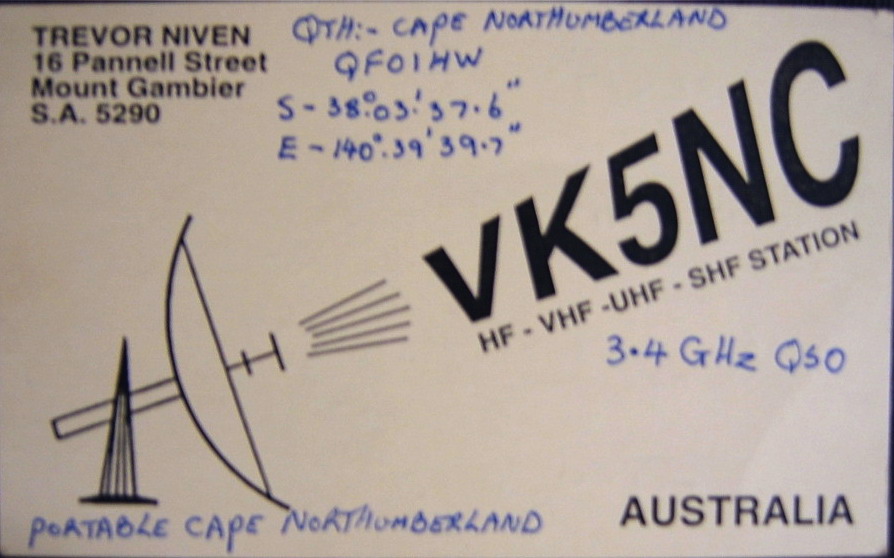 TREVOR NIVEN
16 Pannell Street
Mount Gambier
S.A. 5290
QTH:- CAPE NORTHUMBERLAND
QF01HW
S - 38°.03.'37.6"
E - 140°.39'39.7"
VK5NC
HF - VHF -UHF - SHF STATION
3.4 GHz QSO
PORTABLE CAPE NORTHUMBERLAND
AUSTRALIA